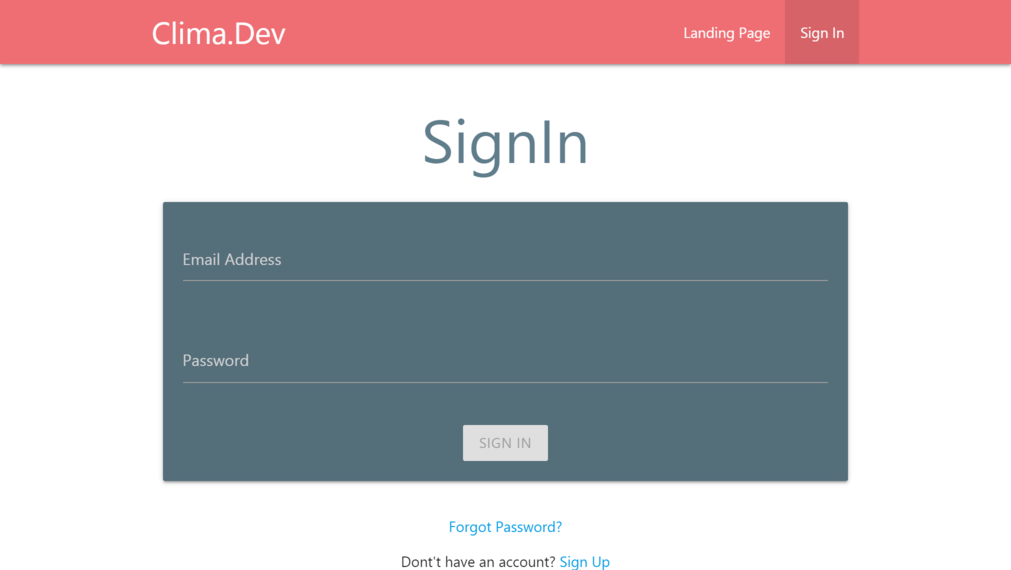 Clima.Dev Landing Page Sign In
SignIn
Email Address
Password
SIGN IN
Forgot Password?
Dont't have an account? Sign Up